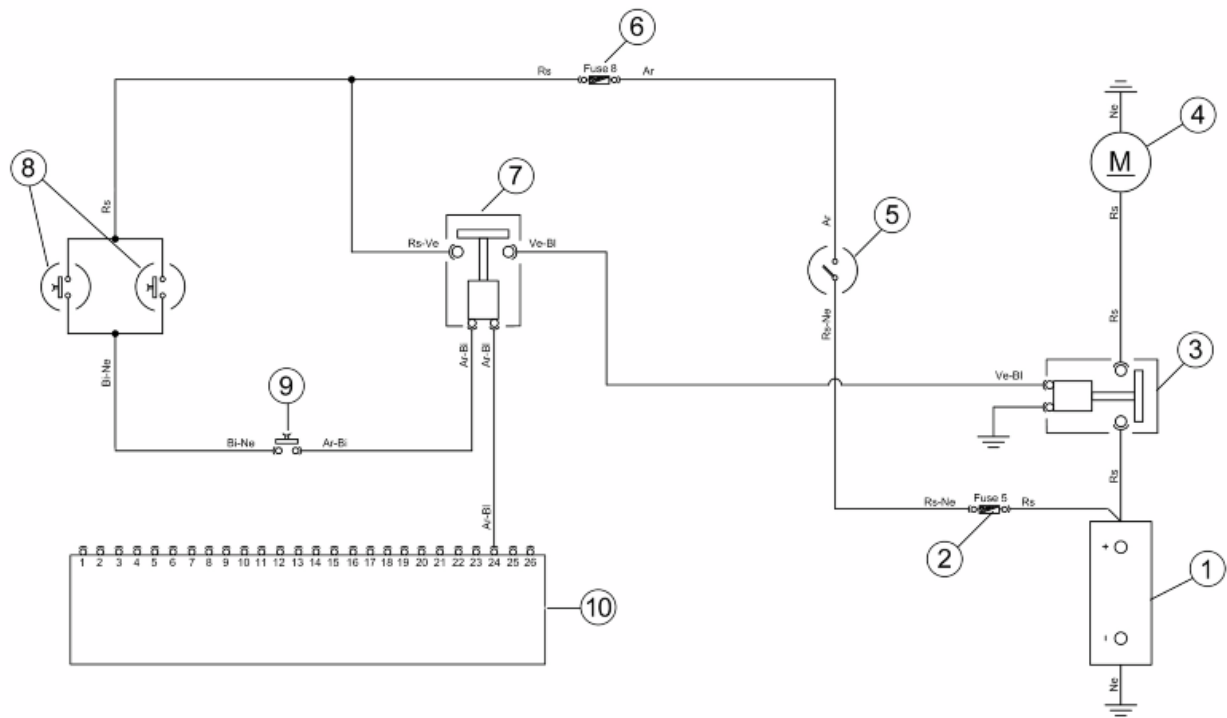 6
Rs
Fuse 8
Ar
Ne
4
M
8
7
Rs
Rs
Ar
5
Rs-Ve
Ve-Bl
Rs-Ne
Rs
3
Bi-Ne
Ar-Bi
Ar-Bl
9
Ve-Bl
Bi-Ne
Ar-Bi
Rs
Ar-Bl
Rs-Ne
Fuse 5
Rs
2
1 2 3 4 5 6 7 8 9 10 11 12 13 14 15 16 17 18 19 20 21 22 23 24 25 26
+
1
10
-
Ne